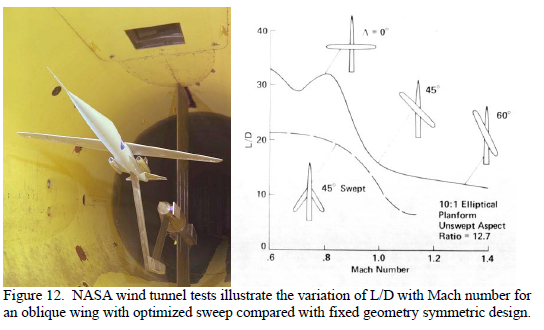 40
30
20
10
0
L/D
Λ = 0°
45°
60°
45° Swept
10:1 Elliptical
Planform
Unswept Aspect
Ratio = 12.7
.6
.8
1.0
1.2
1.4
Mach Number
Figure 12.  NASA wind tunnel tests illustrate the variation of L/D with Mach number for
an oblique wing with optimized sweep compared with fixed geometry symmetric design.